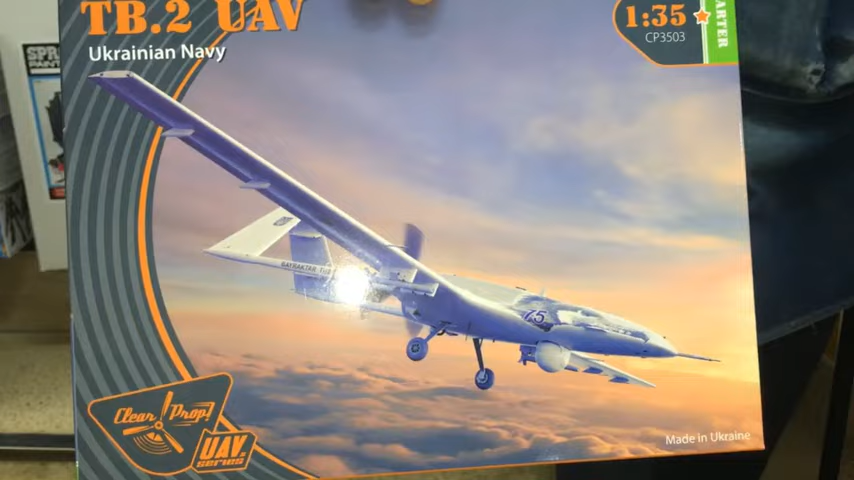 TB.2 UAV
Ukrainian Navy
1:35
CP3503
ARTER
SPR
PAINT
BAYRAKTAR TB2
75
Clear Prop!
UAV
series
Made in Ukraine